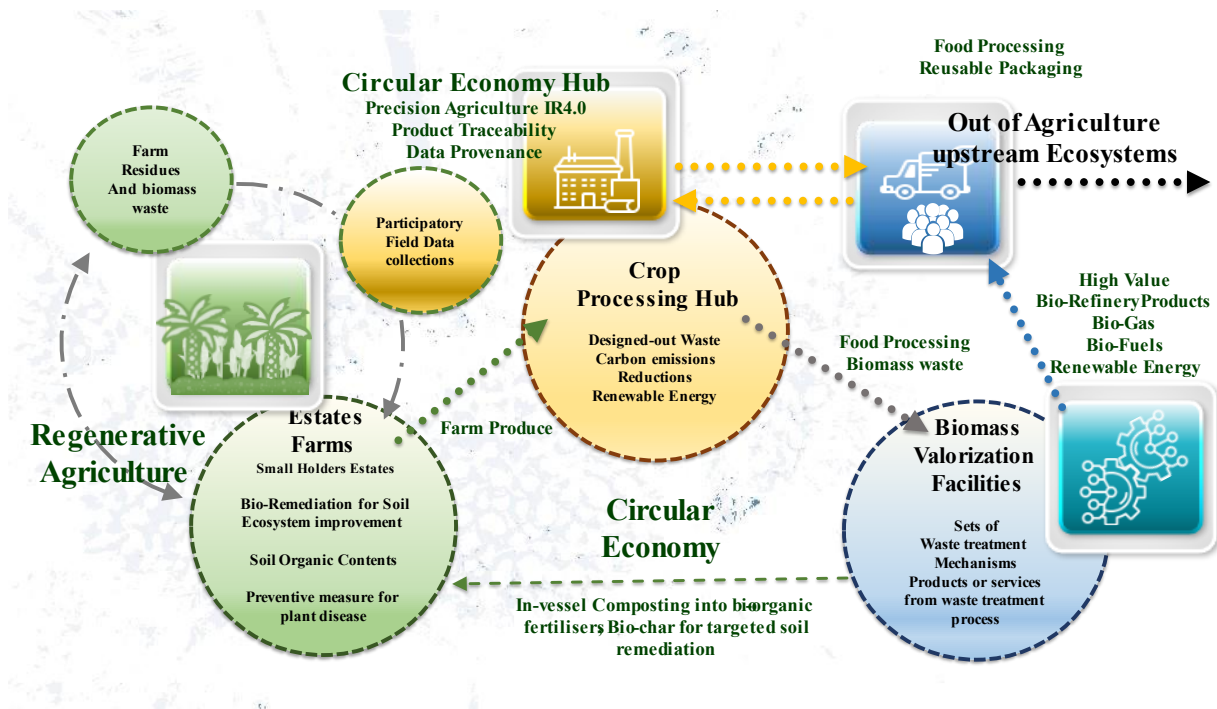 Food Processing
Reusable Packaging
Circular Economy Hub
Precision Agriculture IR4.0
Product Traceability
Data Provenance
Out of Agriculture
upstream Ecosystems
Farm
Residues
And biomass
waste
Participatory
Field Data
collections
Crop
Processing Hub
Designed-out Waste
Carbon emissions
Reductions
Renewable Energy
High Value
Bio-Refinery Products
Bio-Gas
Bio-Fuels
Renewable Energy
Food Processing
Biomass waste
Regenerative
Agriculture
Estates
Farms
Small Holders Estates
Bio-Remediation for Soil
Ecosystem improvement
Soil Organic Contents
Preventive measure for
plant disease
Farm Produce
Biomass
Valorization
Facilities
Sets of
Waste treatment
Mechanisms
Products or services
from waste treatment
process
Circular
Economy
In-vessel Composting into bi-organic
fertilisers, Bio-char for targeted soil
remediation